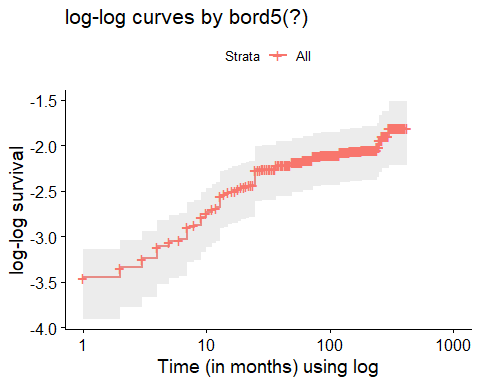 log-log curves by bord5(?)
Strata All
log-log survival
-1.5
-2.0
-2.5
-3.0
-3.5
-4.0
1 10 100 1000
Time (in months) using log